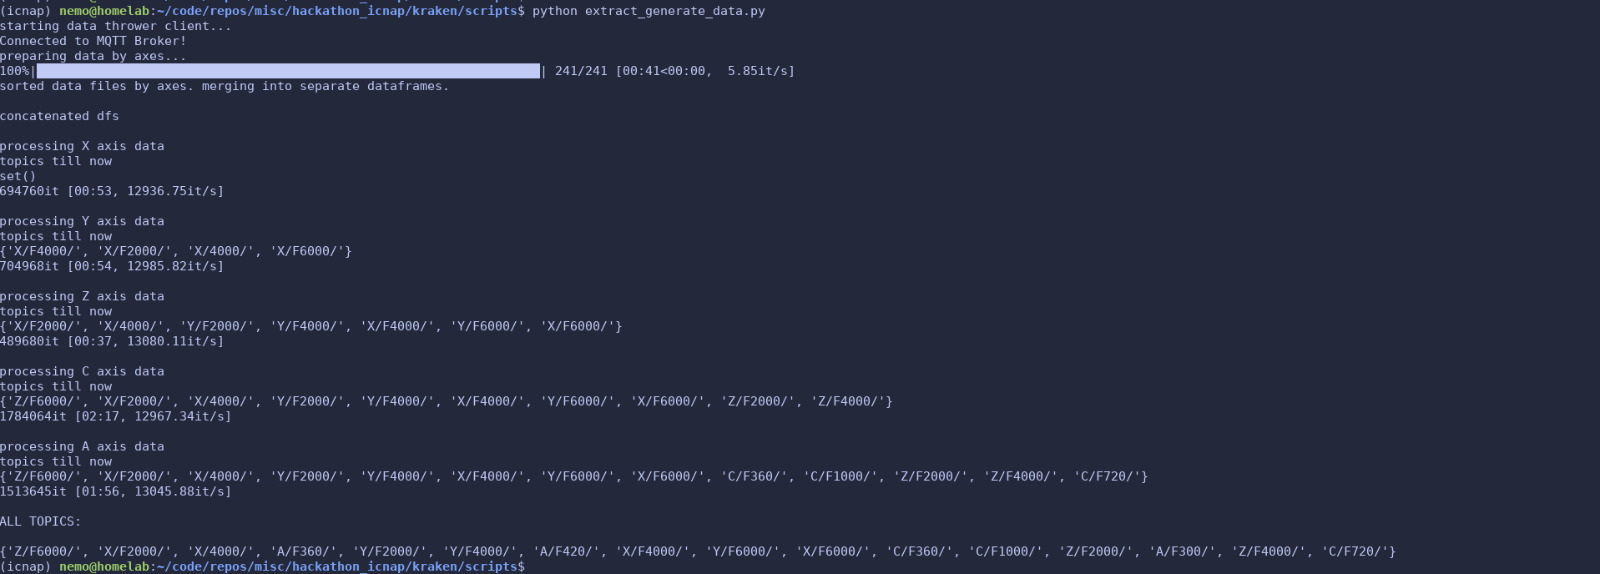 (icnap) nemo@homelab:~/code/repos/misc/hackathon_icnap/kraken/scripts$ python extract_generate_data.py
starting data thrower client...
Connected to MQTT Broker!
preparing data by axes...
100%|██████████| 241/241 [00:41<00:00,  5.85it/s]
sorted data files by axes. merging into separate dataframes.
concatenated dfs
processing X axis data
topics till now
set()
694760it [00:53, 12936.75it/s]
processing Y axis data
topics till now
{'X/F4000/', 'X/F2000/', 'X/4000/', 'X/F6000/'}
704968it [00:54, 12985.82it/s]
processing Z axis data
topics till now
{'X/F2000/', 'X/4000/', 'Y/F2000/', 'Y/F4000/', 'X/F4000/', 'Y/F6000/', 'X/F6000/'}
489680it [00:37, 13080.11it/s]
processing C axis data
topics till now
{'Z/F6000/', 'X/F2000/', 'X/4000/', 'Y/F2000/', 'Y/F4000/', 'X/F4000/', 'Y/F6000/', 'X/F6000/', 'Z/F2000/', 'Z/F4000/'}
1784064it [02:17, 12967.34it/s]
processing A axis data
topics till now
{'Z/F6000/', 'X/F2000/', 'X/4000/', 'Y/F2000/', 'Y/F4000/', 'X/F4000/', 'Y/F6000/', 'X/F6000/', 'C/F360/', 'C/F1000/', 'Z/F2000/', 'Z/F4000/', 'C/F720/'}
1513645it [01:56, 13045.88it/s]
ALL TOPICS:
{'Z/F6000/', 'X/F2000/', 'X/4000/', 'A/F360/', 'Y/F2000/', 'Y/F4000/', 'A/F420/', 'X/F4000/', 'Y/F6000/', 'X/F6000/', 'C/F360/', 'C/F1000/', 'Z/F2000/', 'A/F300/', 'Z/F4000/', 'C/F720/'}
(icnap) nemo@homelab:~/code/repos/misc/hackathon_icnap/kraken/scripts$